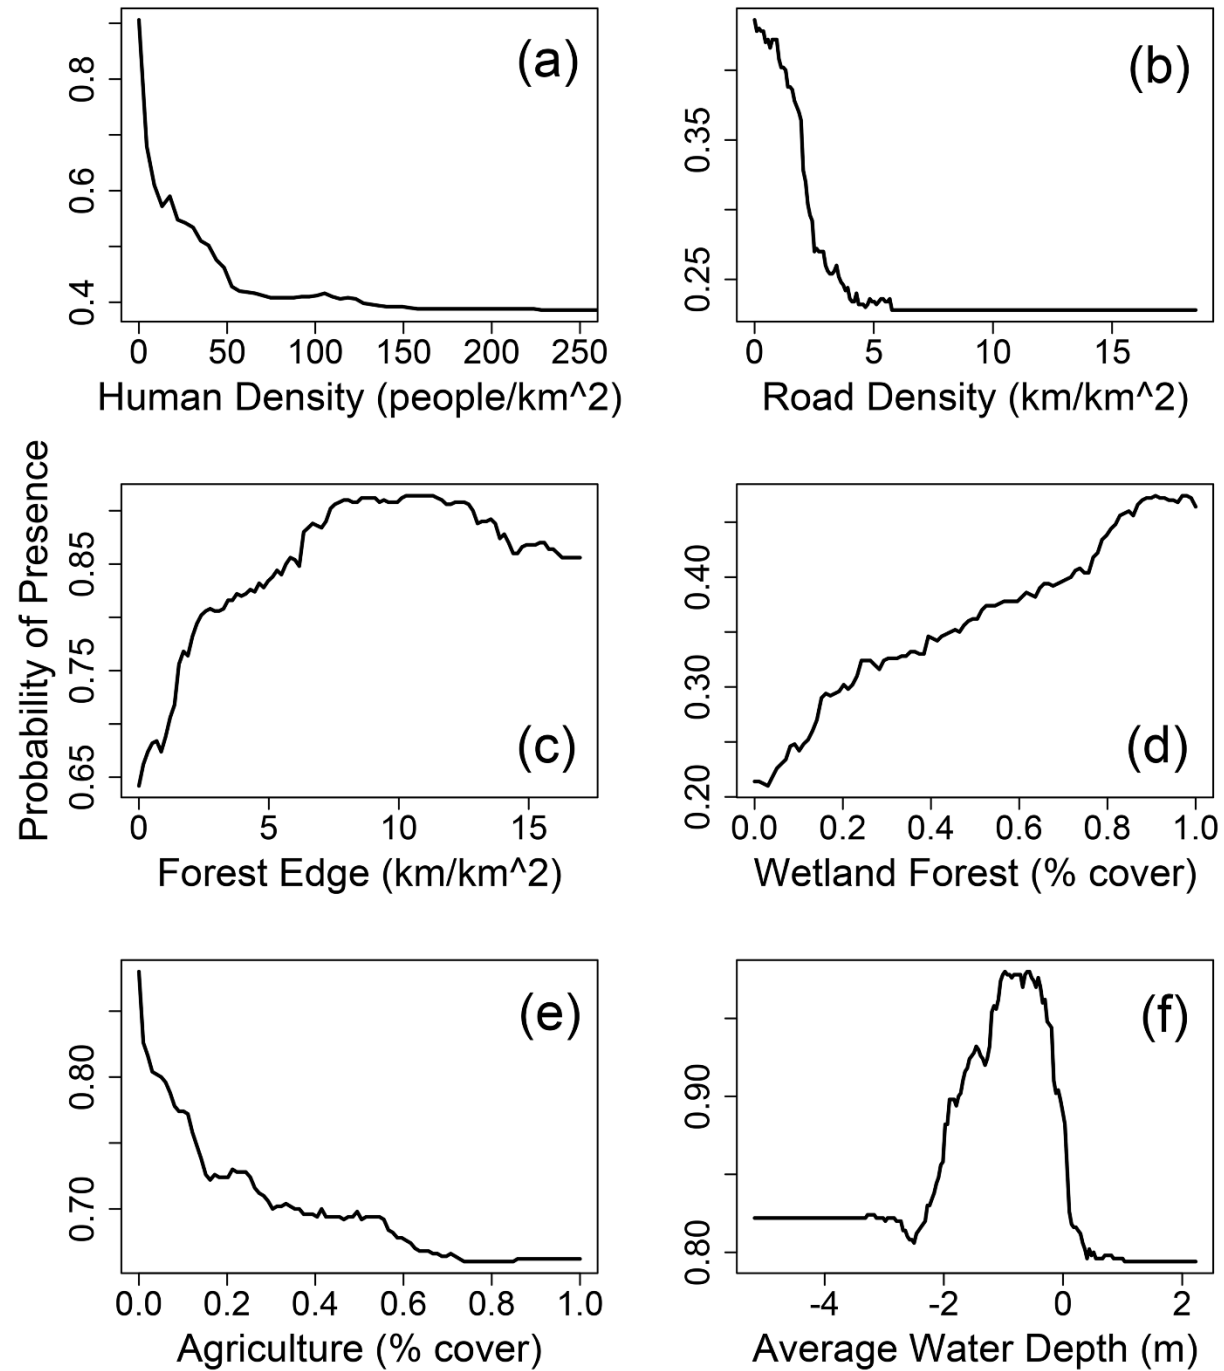 (a)
0.8
0.6
0.4
0 50 100 150 200 250
Human Density (people/km^2)
(b)
0.35
0.25
0 5 10 15
Road Density (km/km^2)
Probability of Presence
(c)
0.85
0.75
0.65
0 5 10 15
Forest Edge (km/km^2)
(d)
0.40
0.30
0.20
0.0 0.2 0.4 0.6 0.8 1.0
Wetland Forest (% cover)
(e)
0.80
0.70
0.0 0.2 0.4 0.6 0.8 1.0
Agriculture (% cover)
(f)
0.90
0.80
-4 -2 0 2
Average Water Depth (m)